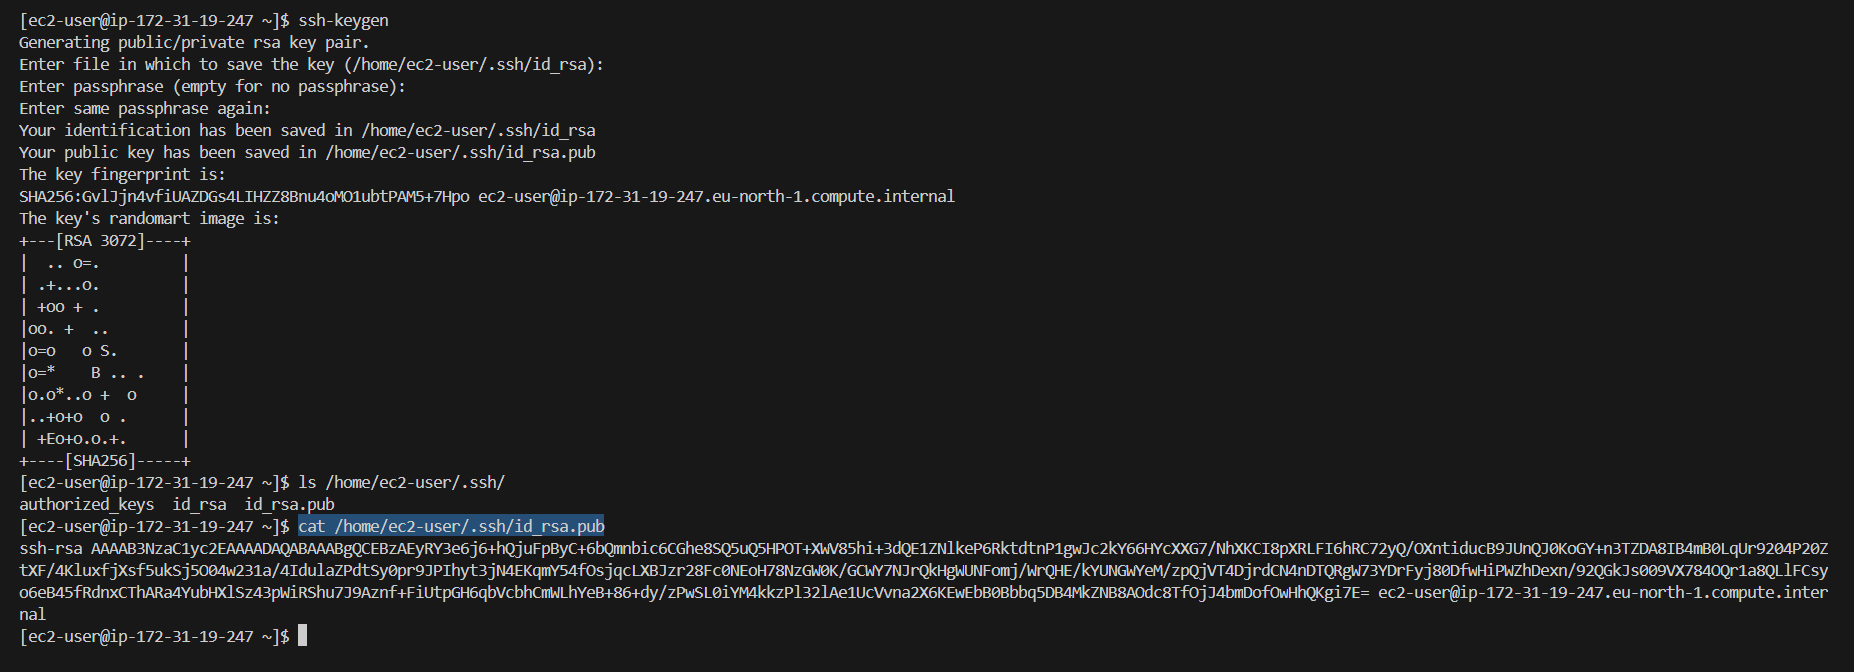 [ec2-user@ip-172-31-19-247 ~]$ ssh-keygen
Generating public/private rsa key pair.
Enter file in which to save the key (/home/ec2-user/.ssh/id_rsa):
Enter passphrase (empty for no passphrase):
Enter same passphrase again:
Your identification has been saved in /home/ec2-user/.ssh/id_rsa
Your public key has been saved in /home/ec2-user/.ssh/id_rsa.pub
The key fingerprint is:
SHA256:GvlJjn4vfiUAZDGs4LIHZZ8Bnu4oMO1ubtPAM5+7Hpo ec2-user@ip-172-31-19-247.eu-north-1.compute.internal
The key's randomart image is:
+---[RSA 3072]----+
|  .. o=.         |
| .+...o.         |
| +oo + .         |
|oo. +  ..        |
|o=o   o S.       |
|o=*    B .. .    |
|o.o*..o +  o     |
|..+o+o  o .      |
| +Eo+o.o.+.      |
+----[SHA256]-----+
[ec2-user@ip-172-31-19-247 ~]$ ls /home/ec2-user/.ssh/
authorized_keys  id_rsa  id_rsa.pub
[ec2-user@ip-172-31-19-247 ~]$ cat /home/ec2-user/.ssh/id_rsa.pub
ssh-rsa AAAAB3NzaC1yc2EAAAADAQABAAABgQCEBzAEyRY3e6j6+hQjuFpByC+6bQmnbic6CGhe8SQ5uQ5HPOT+XWV85hi+3dQE1ZNlkeP6RktdtnP1gwJc2kY66HYcXXG7/NhXKCI8pXRLFI6hRC72yQ/OXntiducB9JUnQJ0KoGY+n3TZDA8IB4mB0LqUr9204P20Z
tXF/4KluxfjXsf5ukSj5O04w231a/4IdulaZPdtSy0pr9JPIhyt3jN4EKqmY54fOsjqcLXBJzr28Fc0NEoH78NzGW0K/GCWY7NJrQkHgWUNFomj/WrQHE/kYUNGWYeM/zpQjVT4DjrdCN4nDTQRgW73YDrFyj80DfwHiPWZhDexn/92QGkJs009VX784OQr1a8QLlFCsy
o6eB45fRdnxCThARa4YubHXlSz43pWiRShu7J9Aznf+FiUtpGH6qbVcbhCmWLhYeB+86+dy/zPwSL0iYM4kkzPl32lAe1UcVvna2X6KEwEbB0Bbbq5DB4MkZNB8AOdc8TfOjJ4bmDofOwHhQKgi7E= ec2-user@ip-172-31-19-247.eu-north-1.compute.inter
nal
[ec2-user@ip-172-31-19-247 ~]$